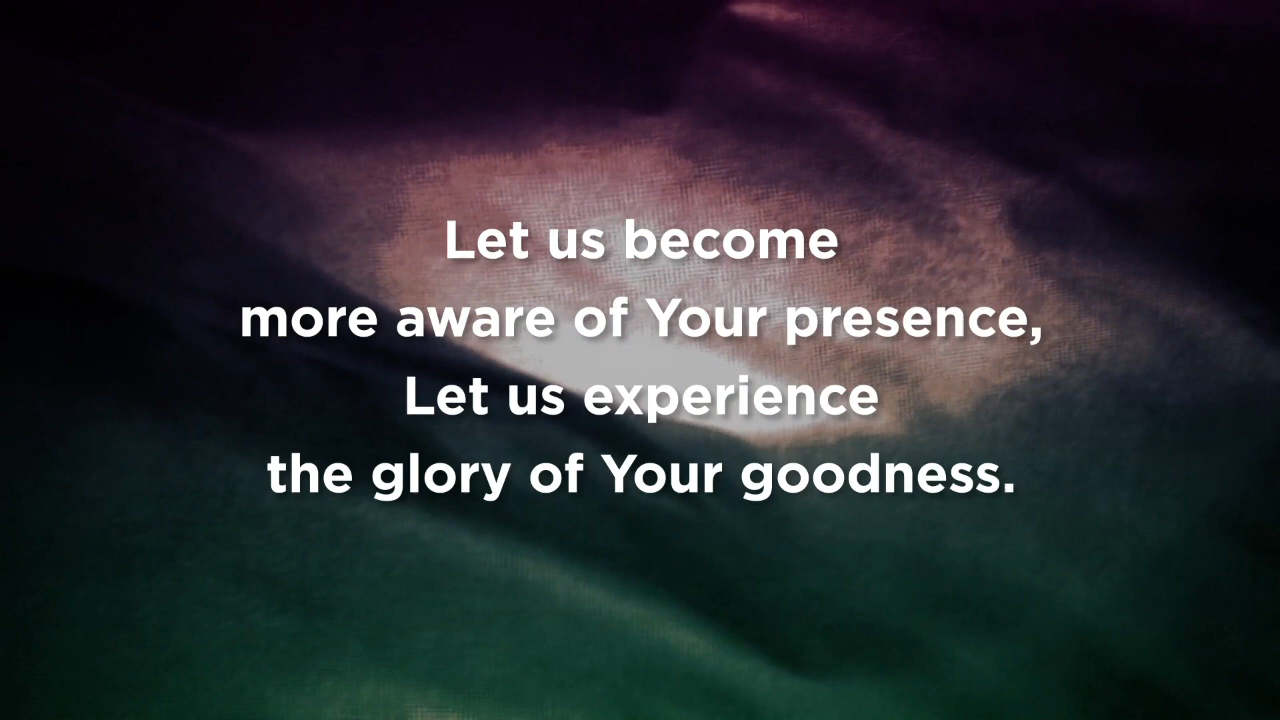 Let us become
more aware of Your presence,
Let us experience
the glory of Your goodness.